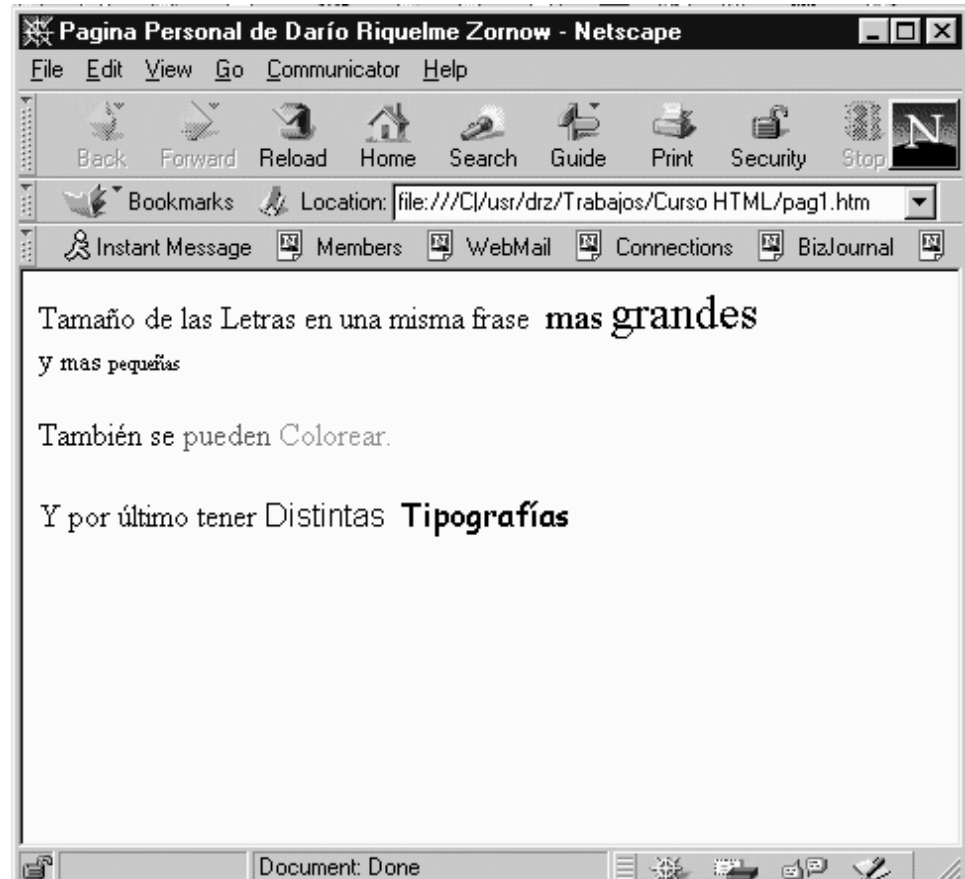 Pagina Personal de Darío Riquelme Zornow - Netscape
File Edit View Go Communicator Help
Back Forward Reload Home Search Guide Print Security Stop N
Bookmarks Location: file:///C|/usr/drz/Trabajos/Curso HTML/pag1.htm
Instant Message Members WebMail Connections BizJournal
Tamaño de las Letras en una misma frase mas grandes
y mas pequeñas
También se pueden Colorear.
Y por último tener Distintas Tipografías
Document: Done